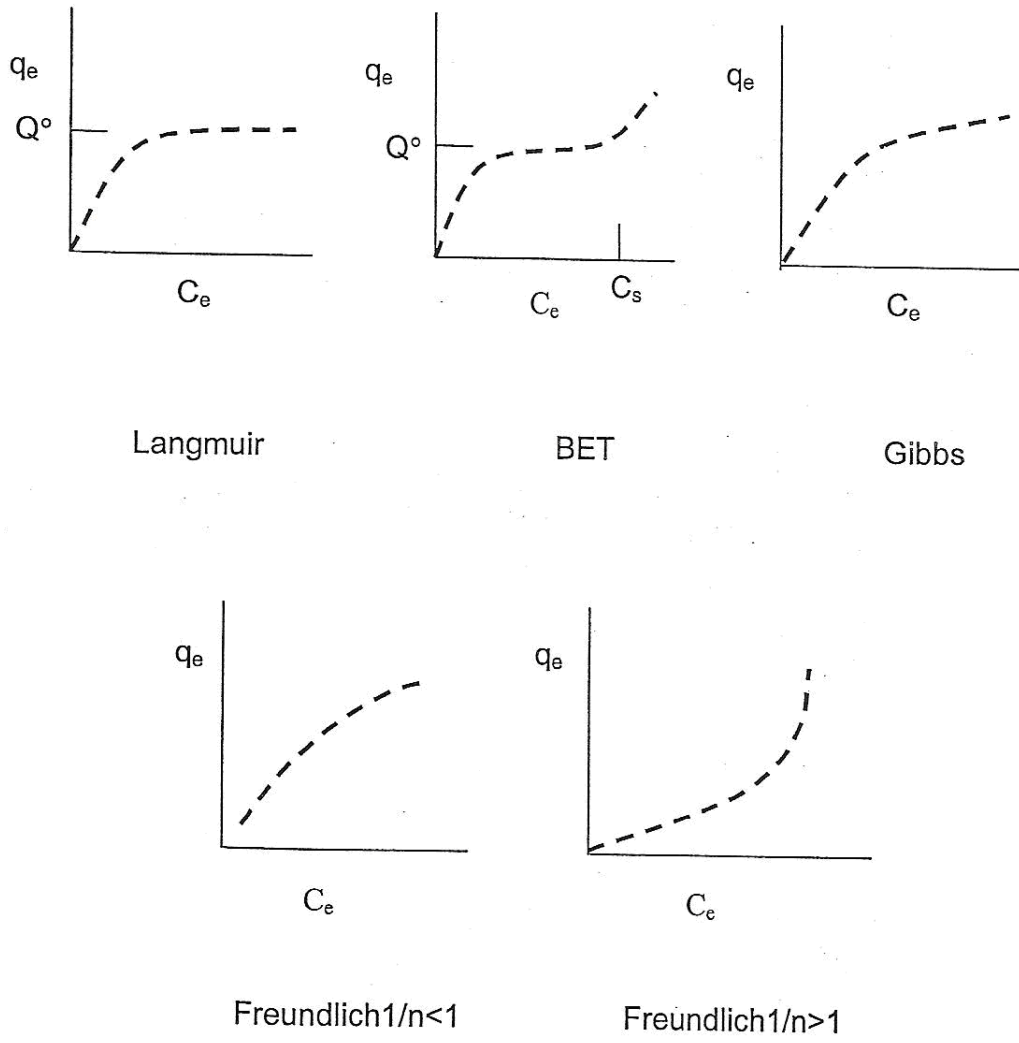 qe
Q°
Ce
Langmuir
qe
Q°
Ce
Cs
BET
qe
Ce
Gibbs
qe
Ce
Freundlich1/n<1
qe
Ce
Freundlich1/n>1